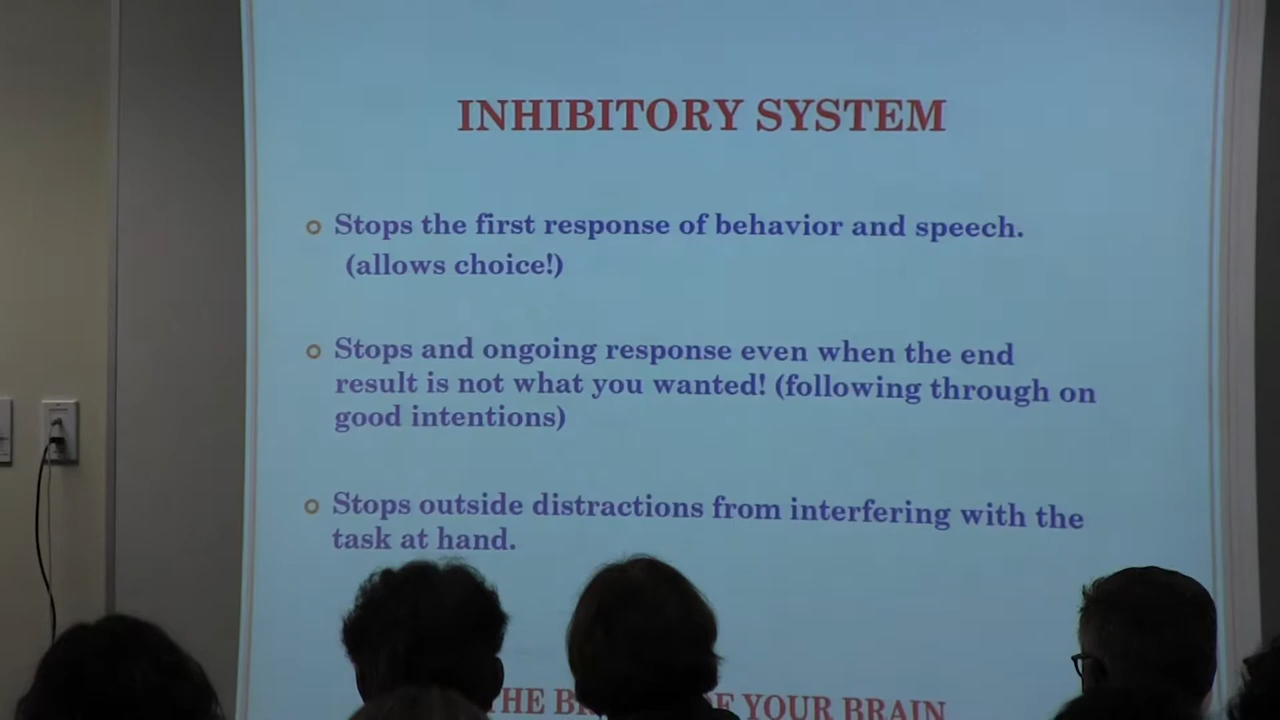 INHIBITORY SYSTEM
Stops the first response of behavior and speech.
(allows choice!)
Stops and ongoing response even when the end
result is not what you wanted! (following through on
good intentions)
Stops outside distractions from interfering with the
task at hand.
YOUR BRAIN